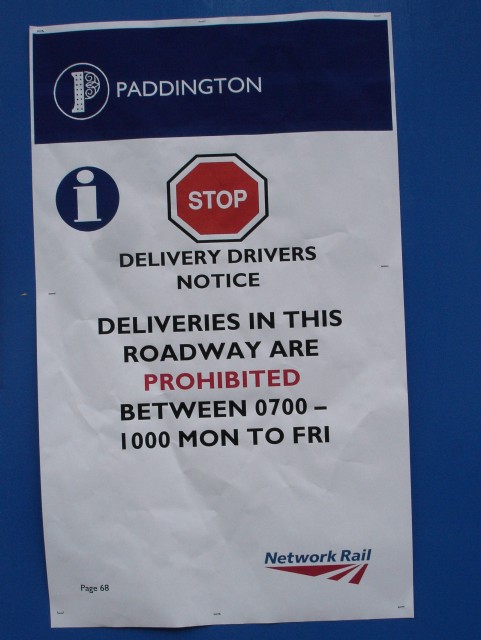 P PADDINGTON
i
STOP
DELIVERY DRIVERS
NOTICE
DELIVERIES IN THIS
ROADWAY ARE
PROHIBITED
BETWEEN 0700 –
1000 MON TO FRI
Network Rail
Page 68